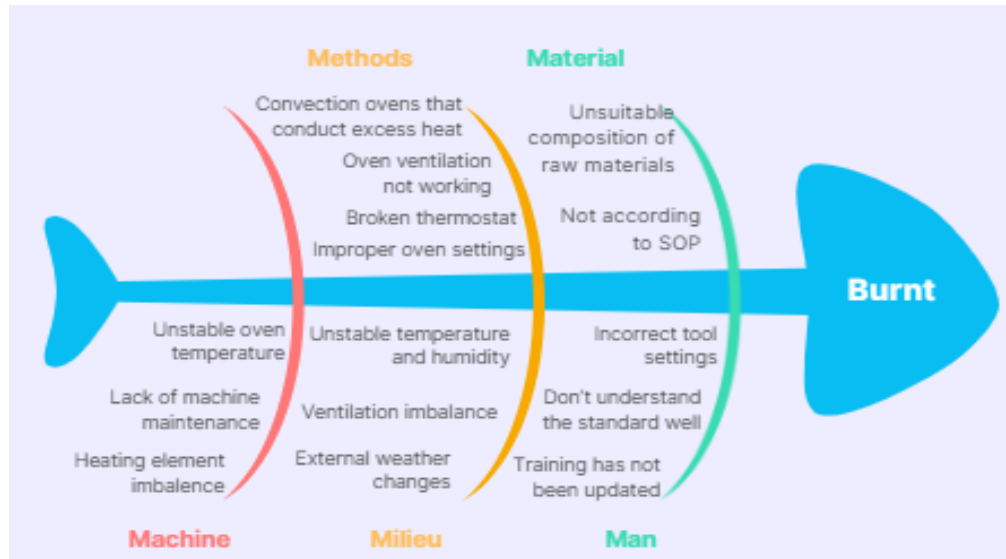 Methods
Convection ovens that
conduct excess heat
Oven ventilation
not working
Broken thermostat
Improper oven settings
Material
Unsuitable
composition of
raw materials
Not according
to SOP
Burnt
Unstable oven
temperature
Lack of machine
maintenance
Heating element
imbalence
Machine
Unstable temperature
and humidity
Ventilation imbalance
External weather
changes
Milieu
Incorrect tool
settings
Don't understand
the standard well
Training has not
been updated
Man